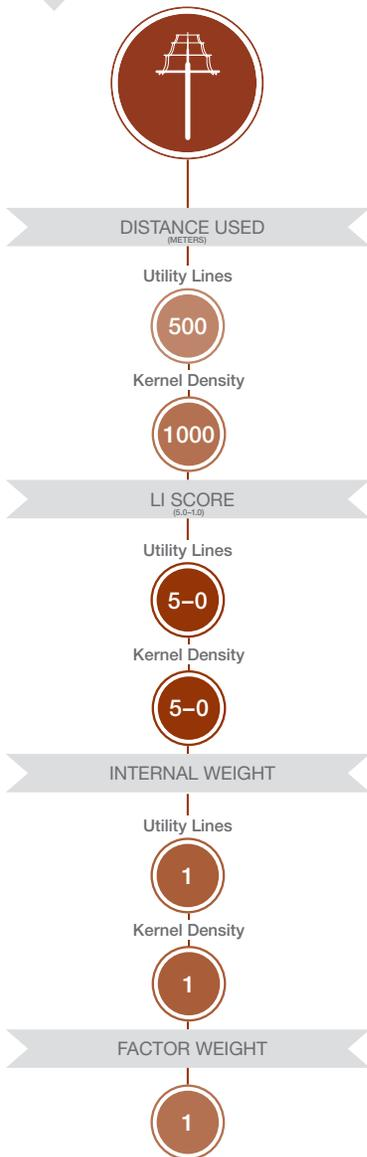 DISTANCE USED
(METERS)
Utility Lines
500
Kernel Density
1000
LI SCORE
(5.0–1.0)
Utility Lines
5–0
Kernel Density
5–0
INTERNAL WEIGHT
Utility Lines
1
Kernel Density
1
FACTOR WEIGHT
1